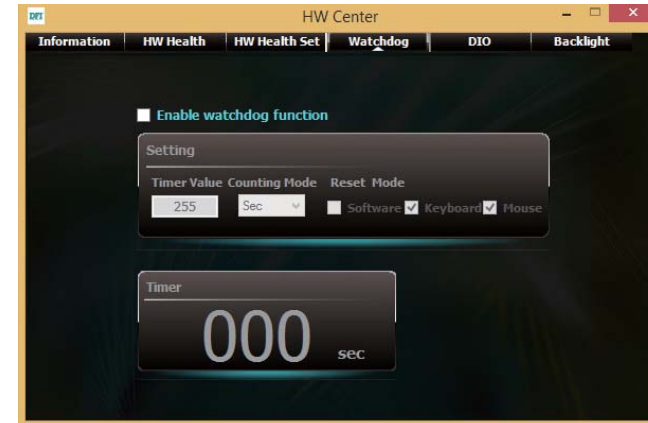 DFI HW Center
Information HW Health HW Health Set Watchdog DIO Backlight
Enable watchdog function
Setting
Timer Value Counting Mode Reset Mode
255 Sec Software Keyboard Mouse
Timer
000 sec